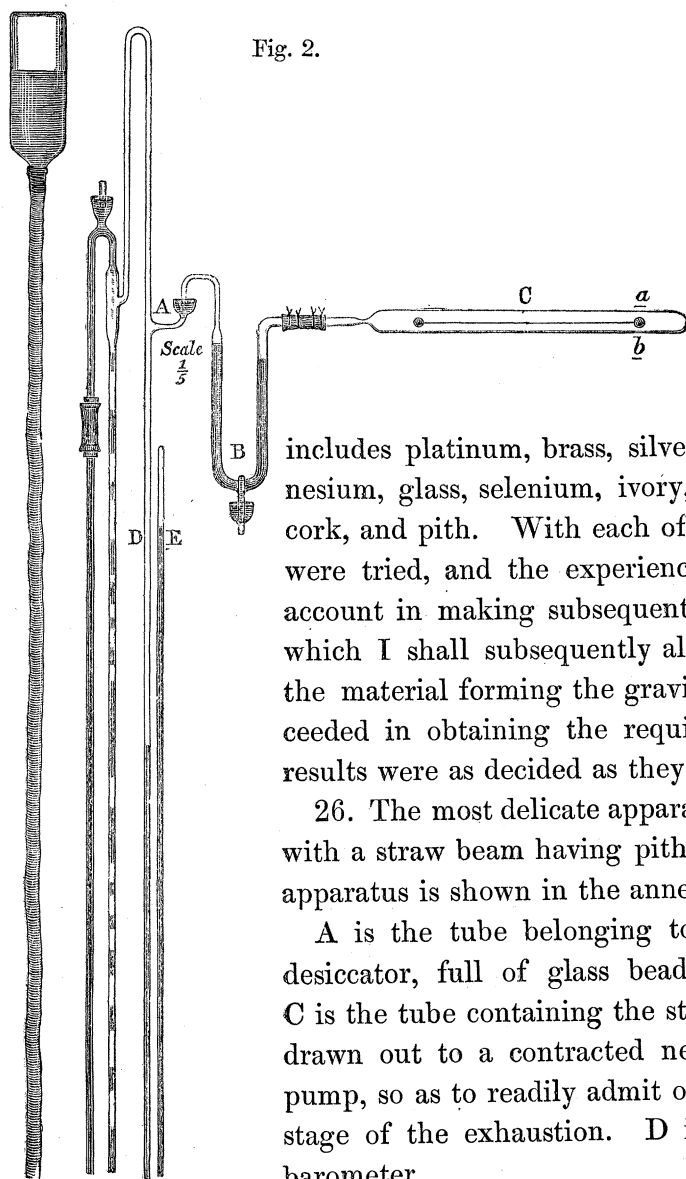 Fig. 2.
C
a
b
A
Scale
1
5
B
D
E
includes platinum, brass, silve
nesium, glass, selenium, ivory,
cork, and pith. With each of
were tried, and the experienc
account in making subsequent
which I shall subsequently al
the material forming the gravi
ceeded in obtaining the requi
results were as decided as they
26. The most delicate appara
with a straw beam having pith
apparatus is shown in the anne
A is the tube belonging to
desiccator, full of glass bead
C is the tube containing the st
drawn out to a contracted ne
pump, so as to readily admit o
stage of the exhaustion. D i
barometer